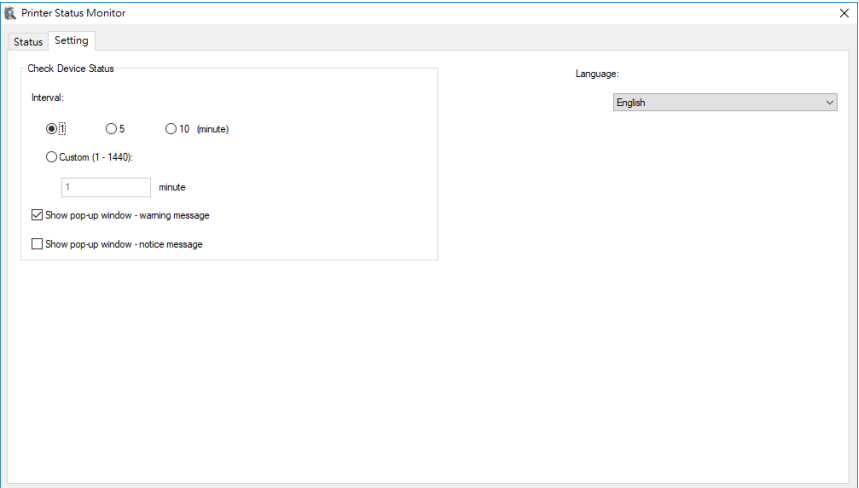 Printer Status Monitor
Status Setting
Check Device Status
Language:
Interval:
English
1 5 10 (minute)
Custom (1 - 1440):
1 minute
Show pop-up window - warning message
Show pop-up window - notice message